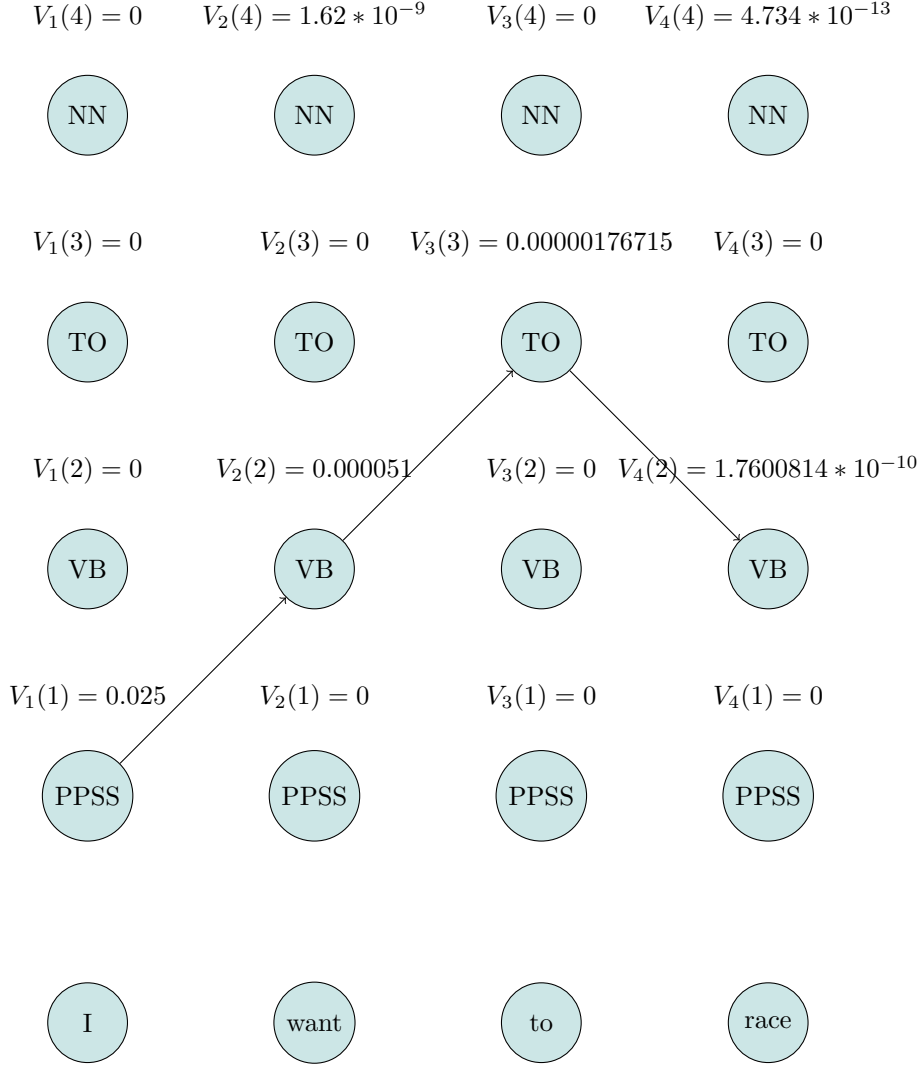 V₁(4) = 0 V₂(4) = 1.62 * 10⁻⁹ V₃(4) = 0 V₄(4) = 4.734 * 10⁻¹³
NN NN NN NN
V₁(3) = 0 V₂(3) = 0 V₃(3) = 0.00000176715 V₄(3) = 0
TO TO TO TO
V₁(2) = 0 V₂(2) = 0.000051 V₃(2) = 0 V₄(2) = 1.7600814 * 10⁻¹⁰
VB VB VB VB
V₁(1) = 0.025 V₂(1) = 0 V₃(1) = 0 V₄(1) = 0
PPSS PPSS PPSS PPSS
I want to race